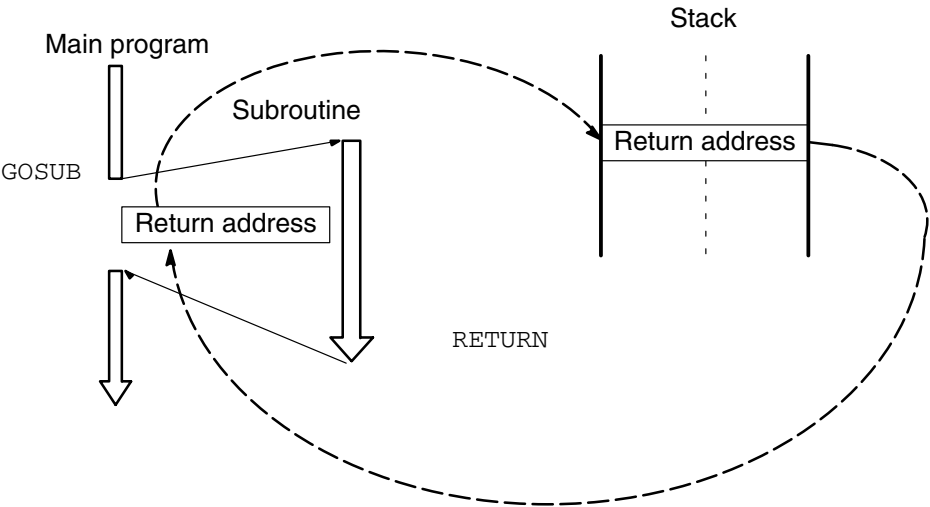 Stack
Main program
Subroutine
Return address
GOSUB
Return address
RETURN